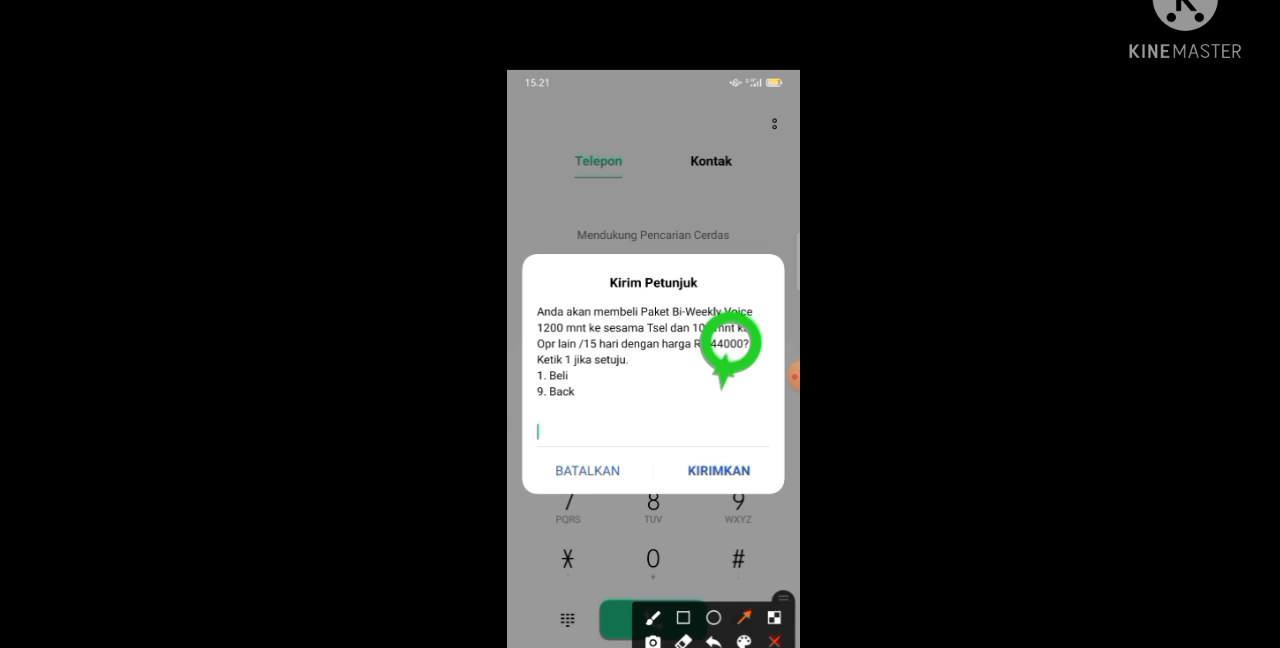 KINEMASTER
15.21
Telepon Kontak
Mendukung Pencarian Cerdas
Kirim Petunjuk
Anda akan membeli Paket Bi-Weekly Voice
1200 mnt ke sesama Tsel dan mnt
Opr lain /15 hari dengan harga 44000?
Ketik 1 jika setuju.
1. Beli
9. Back
BATALKAN KIRIMKAN
7 8 9
PQRS TUV WXYZ
* 0 #
+